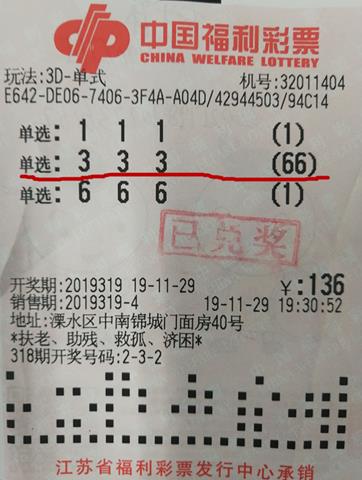 中国福利彩票
CHINA WELFARE LOTTERY
玩法:3D-单式 机号:32011404
E642-DE06-7406-3F4A-A04D/42944503/94C14
单选: 1 1 1 (1)
单选: 3 3 3 (66)
单选: 6 6 6 (1)
已兑奖
开奖期:2019319 19-11-29 ¥:136
销售期:2019319-4 19-11-29 19:30:52
地址:溧水区中南锦城门面房40号
*扶老、助残、救孤、济困*
318期开奖号码:2-3-2
江苏省福利彩票发行中心承销